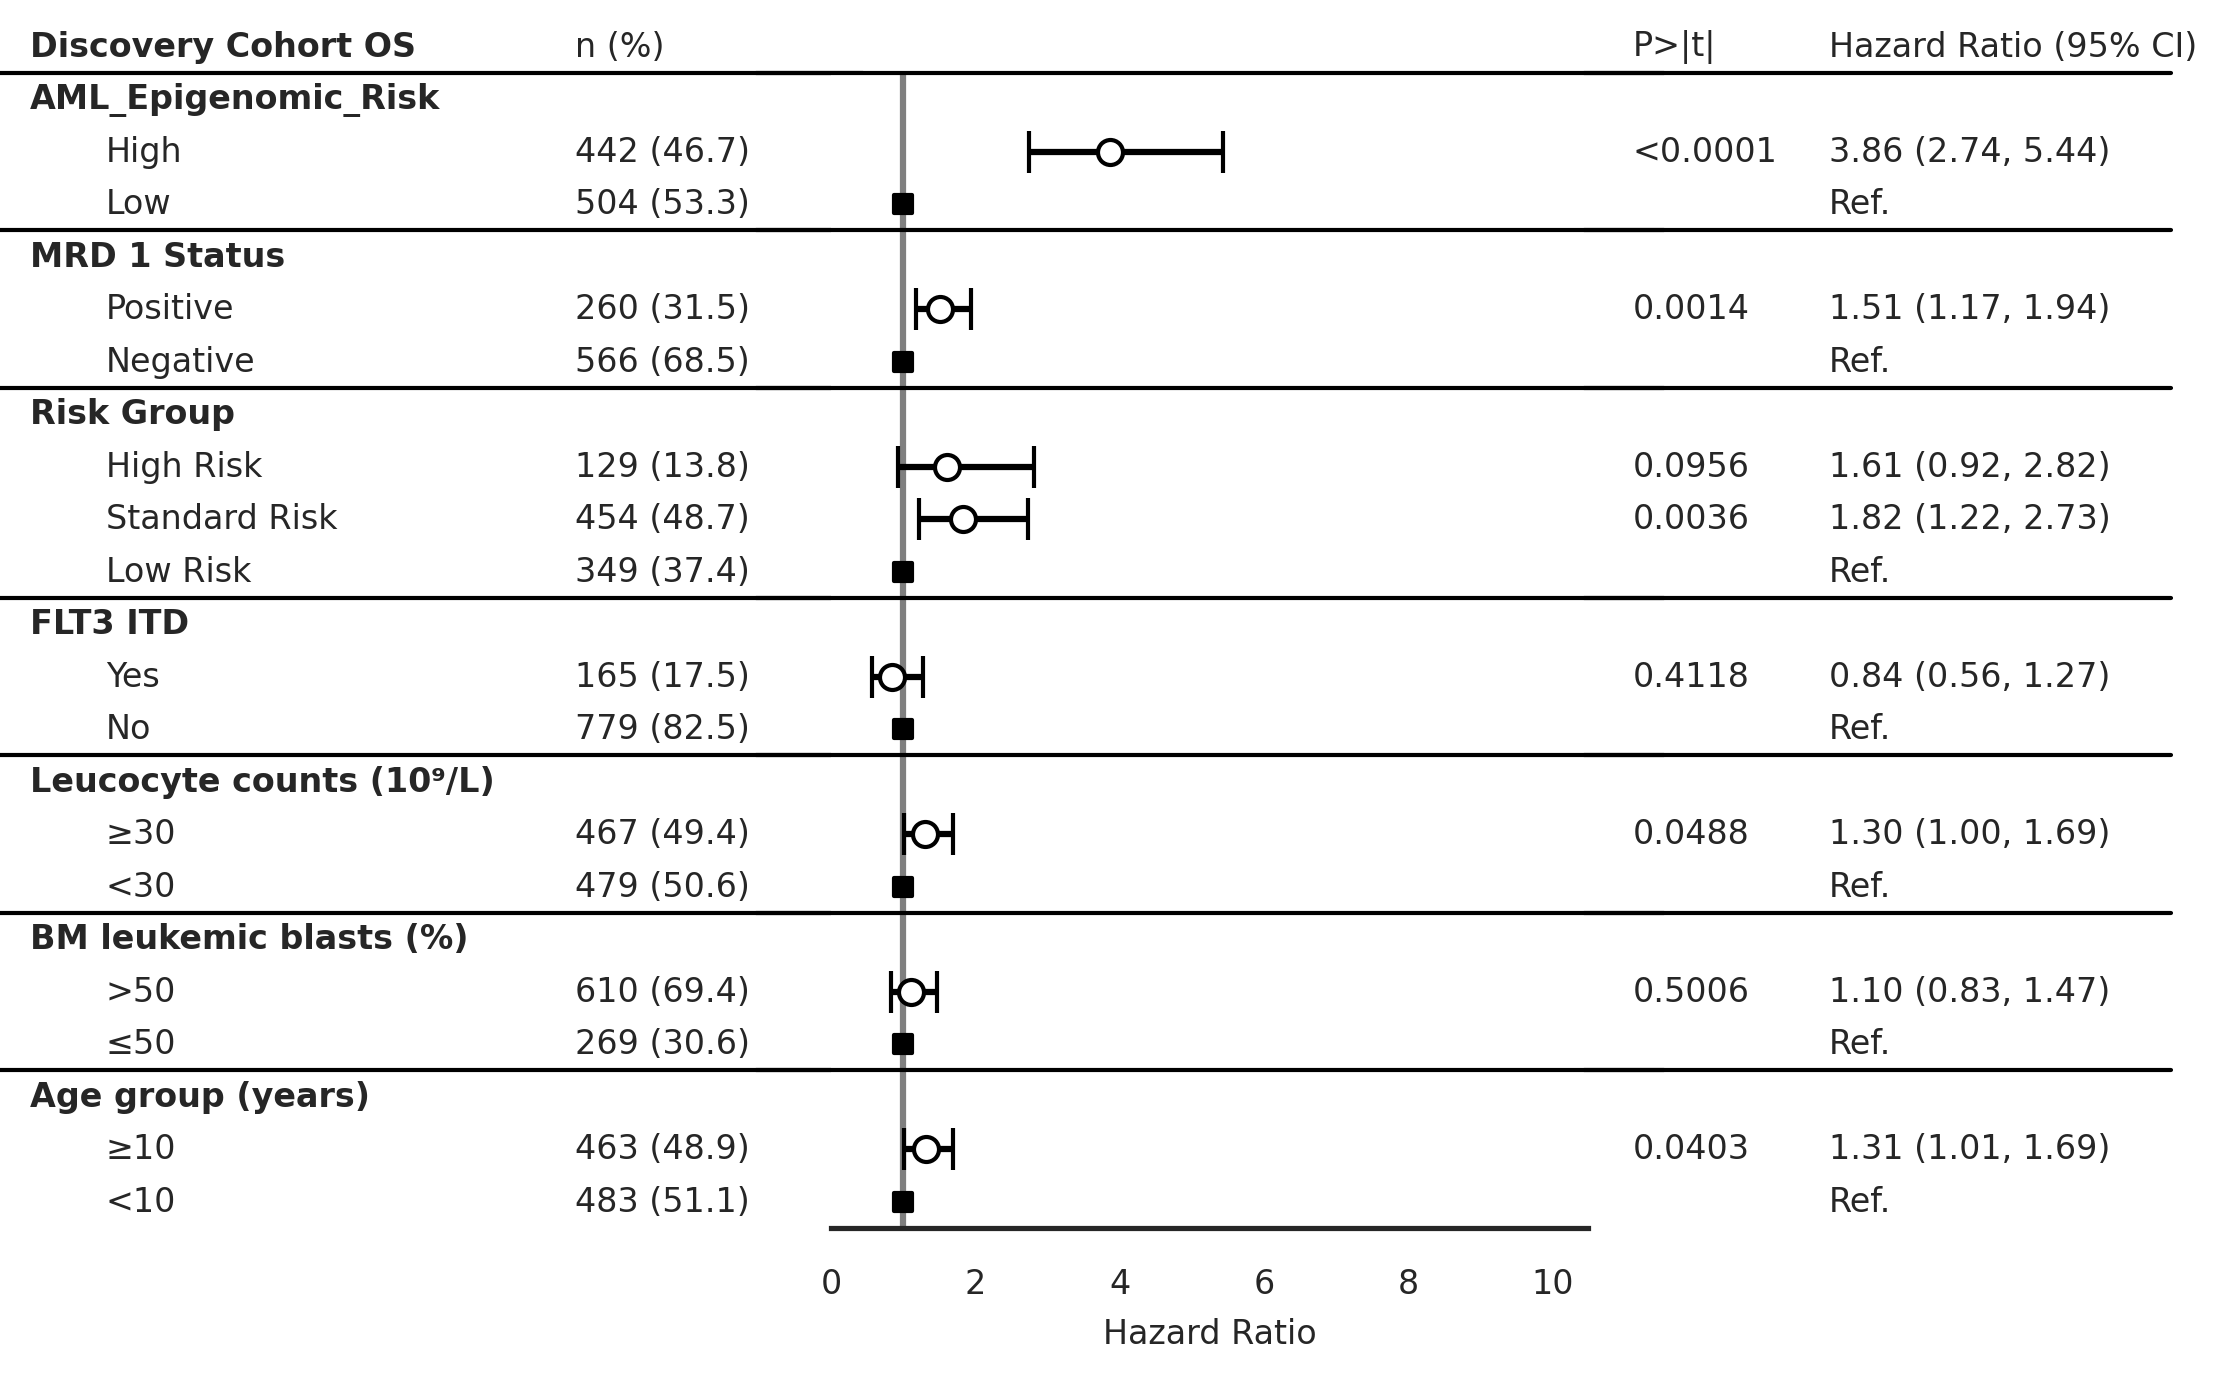 Discovery Cohort OS n (%) P>|t| Hazard Ratio (95% CI)
AML_Epigenomic_Risk
High 442 (46.7) <0.0001 3.86 (2.74, 5.44)
Low 504 (53.3) Ref.
MRD 1 Status
Positive 260 (31.5) 0.0014 1.51 (1.17, 1.94)
Negative 566 (68.5) Ref.
Risk Group
High Risk 129 (13.8) 0.0956 1.61 (0.92, 2.82)
Standard Risk 454 (48.7) 0.0036 1.82 (1.22, 2.73)
Low Risk 349 (37.4) Ref.
FLT3 ITD
Yes 165 (17.5) 0.4118 0.84 (0.56, 1.27)
No 779 (82.5) Ref.
Leucocyte counts (10⁹/L)
≥30 467 (49.4) 0.0488 1.30 (1.00, 1.69)
<30 479 (50.6) Ref.
BM leukemic blasts (%)
>50 610 (69.4) 0.5006 1.10 (0.83, 1.47)
≤50 269 (30.6) Ref.
Age group (years)
≥10 463 (48.9) 0.0403 1.31 (1.01, 1.69)
<10 483 (51.1) Ref.
0 2 4 6 8 10
Hazard Ratio